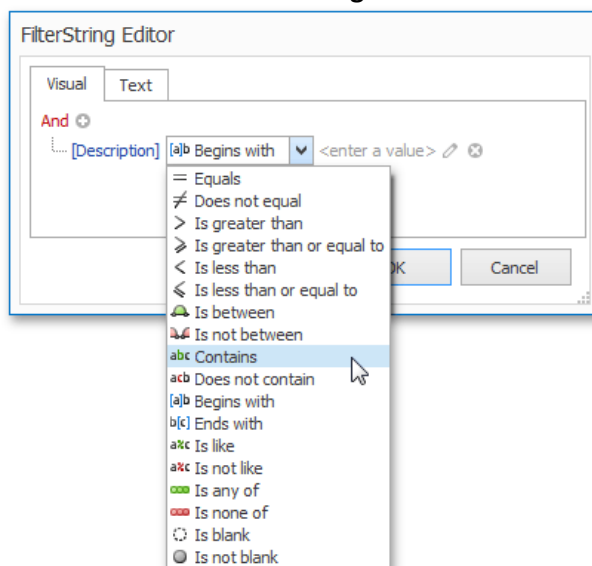 FilterString Editor
Visual Text
And
[Description] [a]b Begins with <enter a value>
= Equals
≠ Does not equal
> Is greater than
⩾ Is greater than or equal to
< Is less than
⩽ Is less than or equal to
Is between
Is not between
abc Contains
acb Does not contain
[a]b Begins with
b[c] Ends with
a%c Is like
a%c Is not like
Is any of
Is none of
Is blank
Is not blank
Cancel